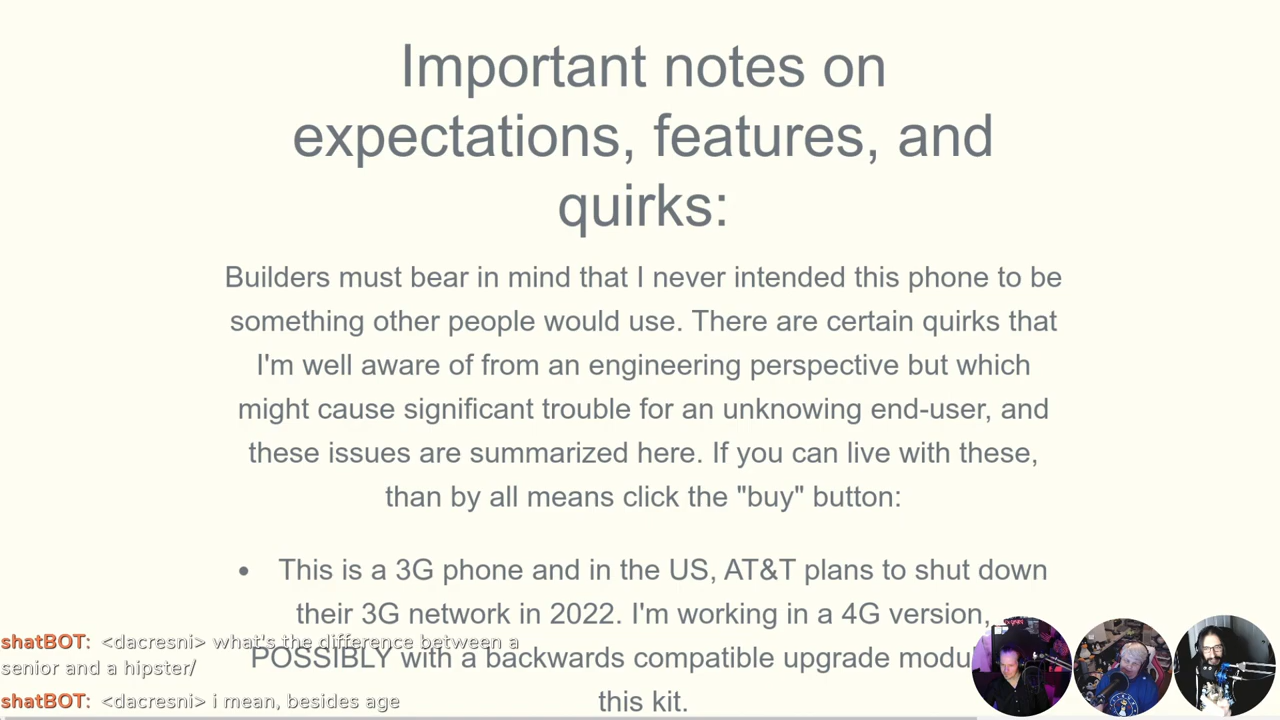 Important notes on
expectations, features, and
quirks:
Builders must bear in mind that I never intended this phone to be
something other people would use. There are certain quirks that
I'm well aware of from an engineering perspective but which
might cause significant trouble for an unknowing end-user, and
these issues are summarized here. If you can live with these,
than by all means click the "buy" button:
• This is a 3G phone and in the US, AT&T plans to shut down
their 3G network in 2022. I'm working in a 4G version,
shatBOT: <dacresni> what's the difference between a
senior and a hipster/
POSSIBLY with a backwards compatible upgrade
this kit.
shatBOT: <dacresni> i mean, besides age